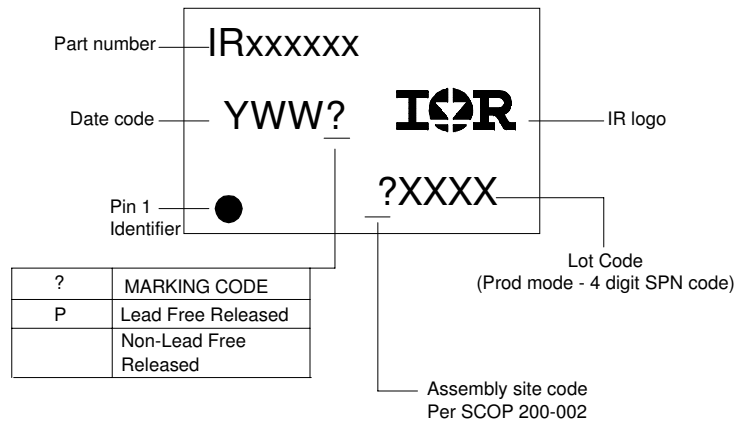 Part number
IRxxxxxx
Date code
YWW?
IOR
IR logo
?XXXX
Pin 1
Identifier
Lot Code
(Prod mode - 4 digit SPN code)
? MARKING CODE
P Lead Free Released
Non-Lead Free
Released
Assembly site code
Per SCOP 200-002